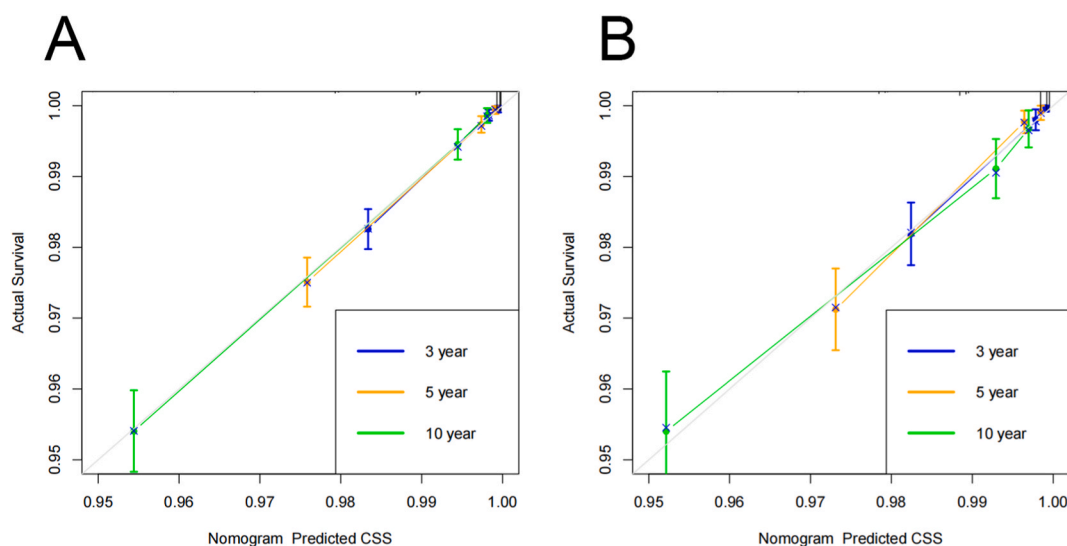 A
B
1.00
0.99
0.98
0.97
0.96
0.95
Actual Survival
3 year
5 year
10 year
0.95 0.96 0.97 0.98 0.99 1.00
Nomogram Predicted CSS
1.00
0.99
0.98
0.97
0.96
0.95
Actual Survival
3 year
5 year
10 year
0.95 0.96 0.97 0.98 0.99 1.00
Nomogram Predicted CSS